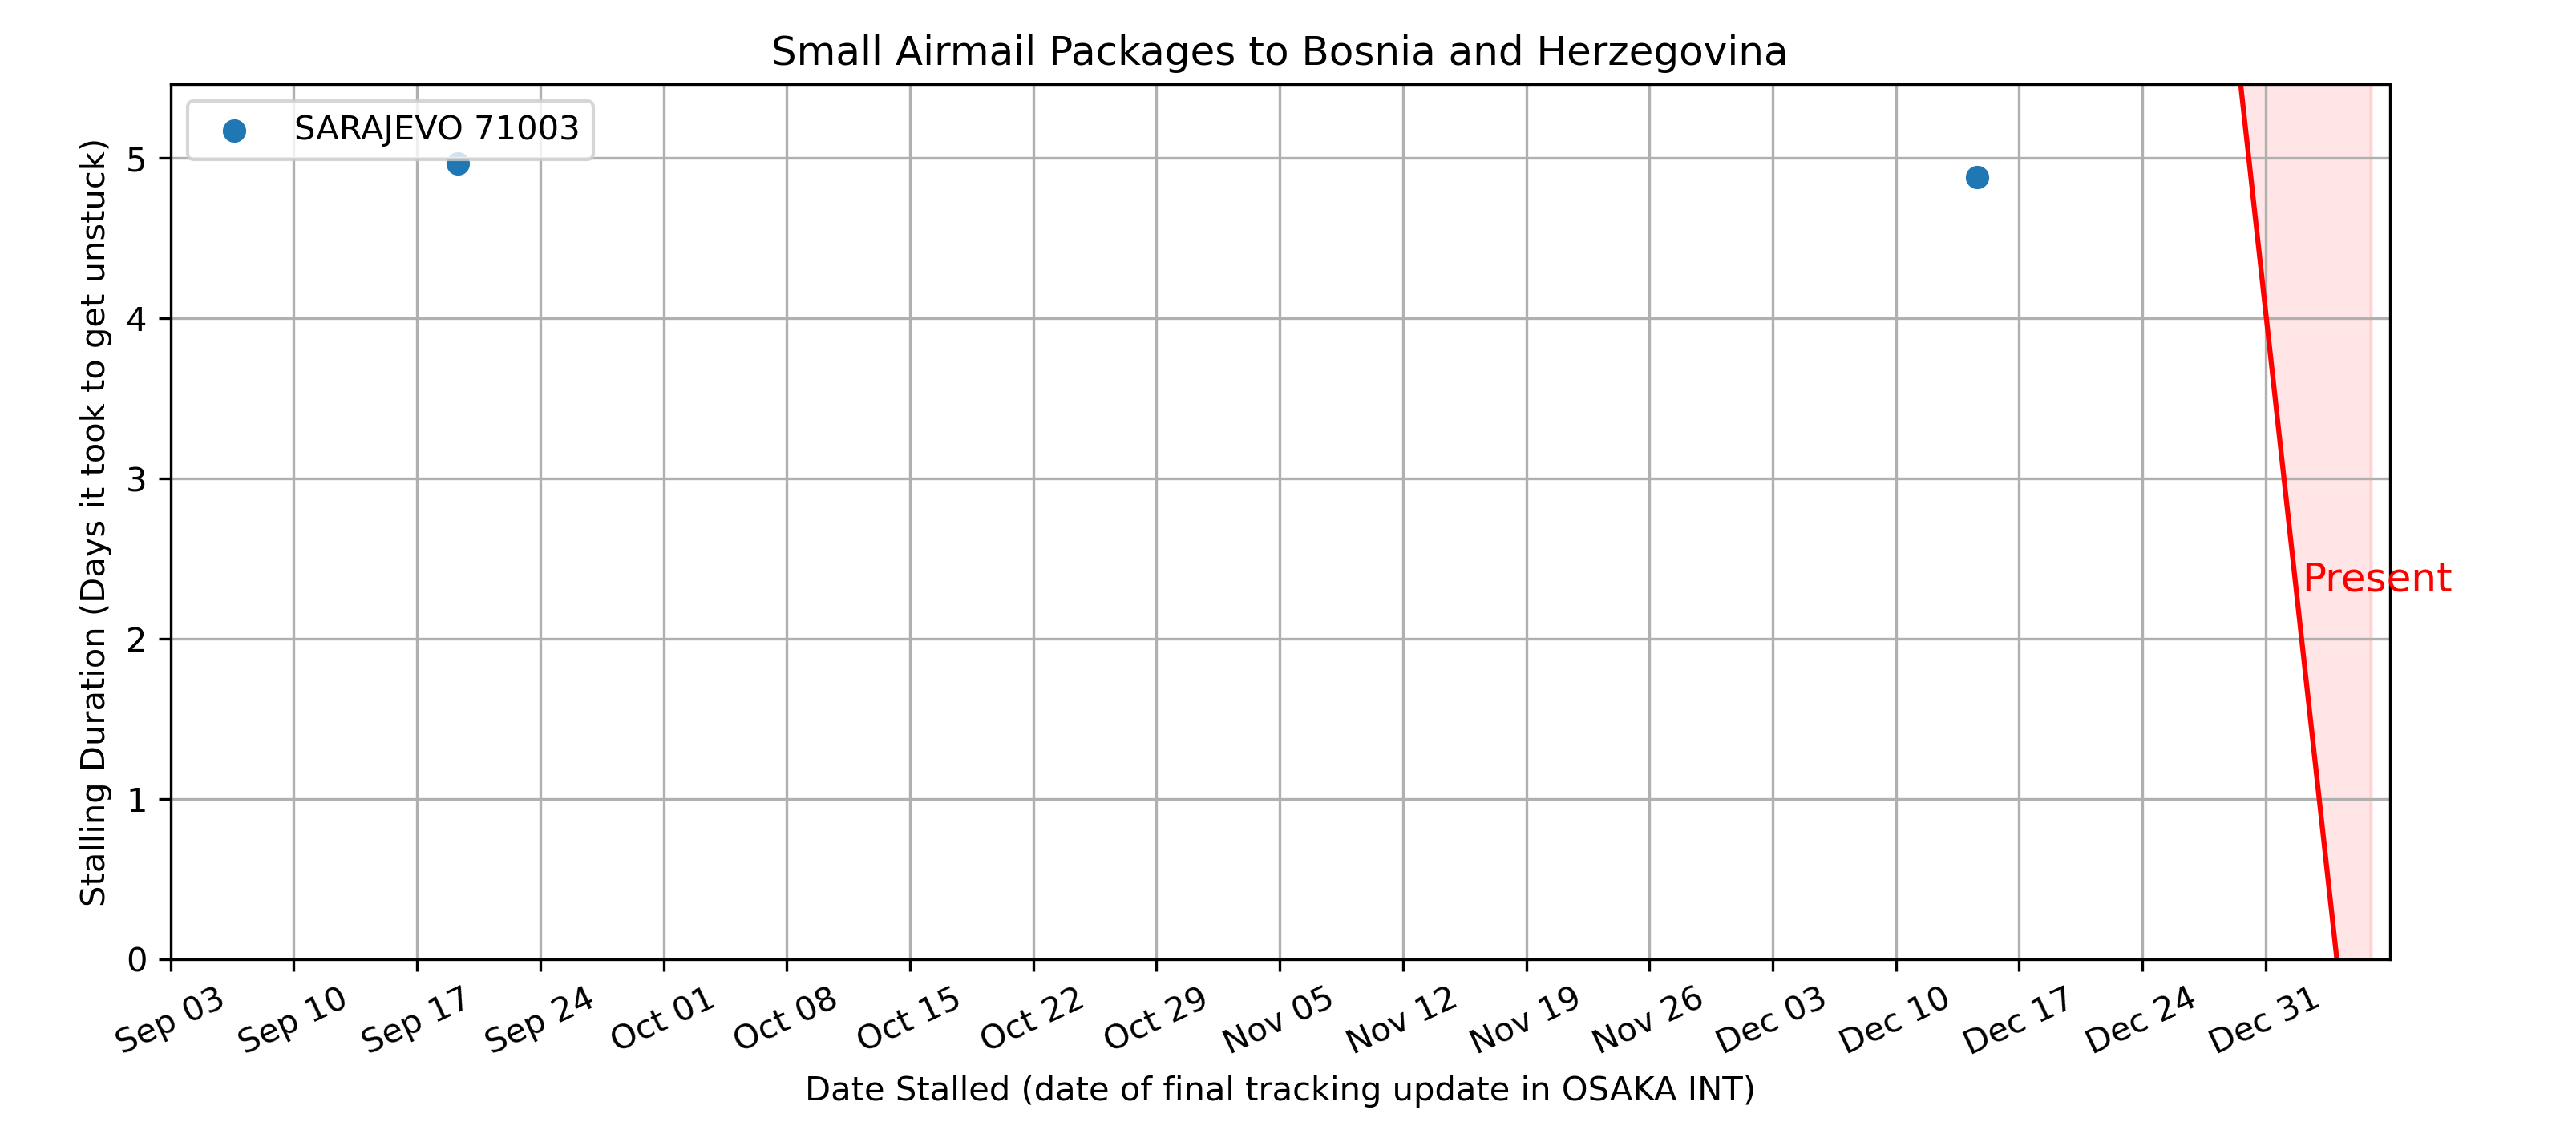 Small Airmail Packages to Bosnia and Herzegovina
SARAJEVO 71003
Stalling Duration (Days it took to get unstuck)
5
4
3
2
1
0
Present
Sep 03 Sep 10 Sep 17 Sep 24 Oct 01 Oct 08 Oct 15 Oct 22 Oct 29 Nov 05 Nov 12 Nov 19 Nov 26 Dec 03 Dec 10 Dec 17 Dec 24 Dec 31
Date Stalled (date of final tracking update in OSAKA INT)